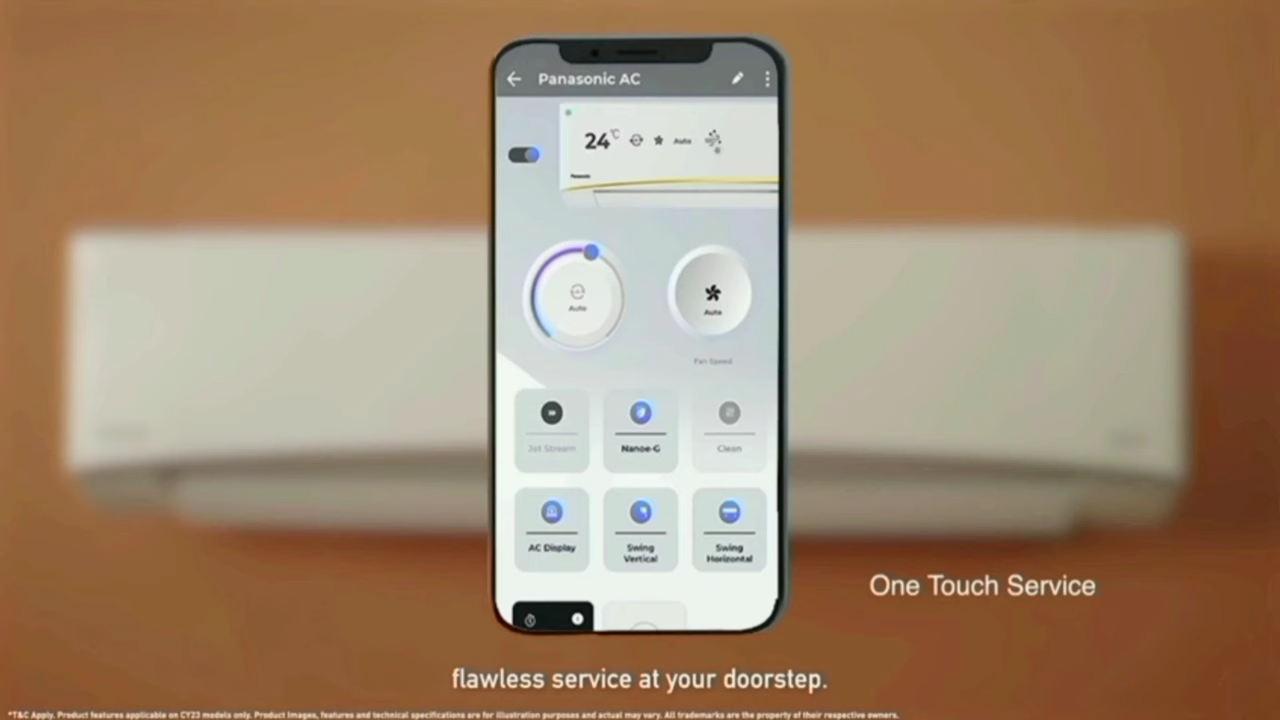 Panasonic AC
24°C
Auto
Panasonic
Auto
Auto
Fan Speed
Jet Stream
Nanoe-G
Clean
AC Display
Swing
Vertical
Swing
Horizontal
One Touch Service
flawless service at your doorstep.
*T&C Apply. Product features applicable on CY23 models only. Product Images, features and technical specifications are for illustration purposes and actual may vary. All trademarks are the property of their respective owners.